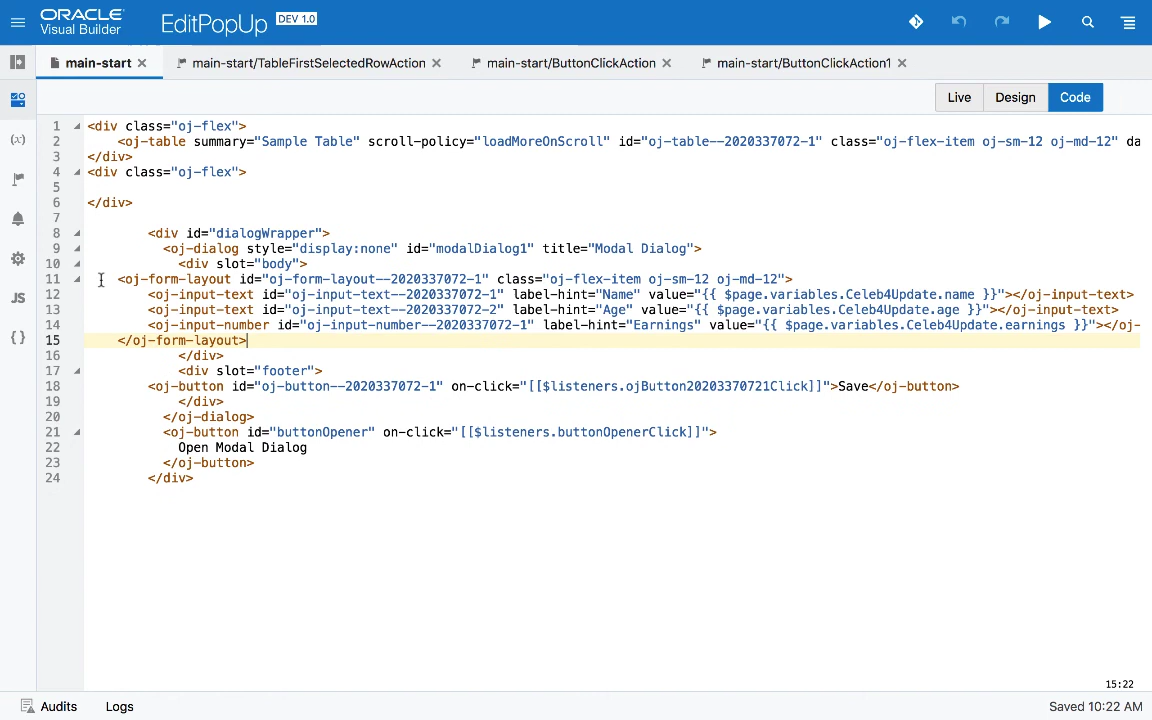 ORACLE
Visual Builder
EditPopUp DEV 1.0
main-start
main-start/TableFirstSelectedRowAction
main-start/ButtonClickAction
main-start/ButtonClickAction1
(x)
JS
{ }
Live Design Code
1 <div class="oj-flex">
2 <oj-table summary="Sample Table" scroll-policy="loadMoreOnScroll" id="oj-table--2020337072-1" class="oj-flex-item oj-sm-12 oj-md-12" da
3 </div>
4 <div class="oj-flex">
5
6 </div>
7
8 <div id="dialogWrapper">
9 <oj-dialog style="display:none" id="modalDialog1" title="Modal Dialog">
10 <div slot="body">
11 <oj-form-layout id="oj-form-layout--2020337072-1" class="oj-flex-item oj-sm-12 oj-md-12">
12 <oj-input-text id="oj-input-text--2020337072-1" label-hint="Name" value="{{ $page.variables.Celeb4Update.name }}"></oj-input-text>
13 <oj-input-text id="oj-input-text--2020337072-2" label-hint="Age" value="{{ $page.variables.Celeb4Update.age }}"></oj-input-text>
14 <oj-input-number id="oj-input-number--2020337072-1" label-hint="Earnings" value="{{ $page.variables.Celeb4Update.earnings }}"></oj-
15 </oj-form-layout>
16 </div>
17 <div slot="footer">
18 <oj-button id="oj-button--2020337072-1" on-click="[[$listeners.ojButton20203370721Click]]">Save</oj-button>
19 </div>
20 </oj-dialog>
21 <oj-button id="buttonOpener" on-click="[[$listeners.buttonOpenerClick]]">
22 Open Modal Dialog
23 </oj-button>
24 </div>
15:22
Audits Logs Saved 10:22 AM